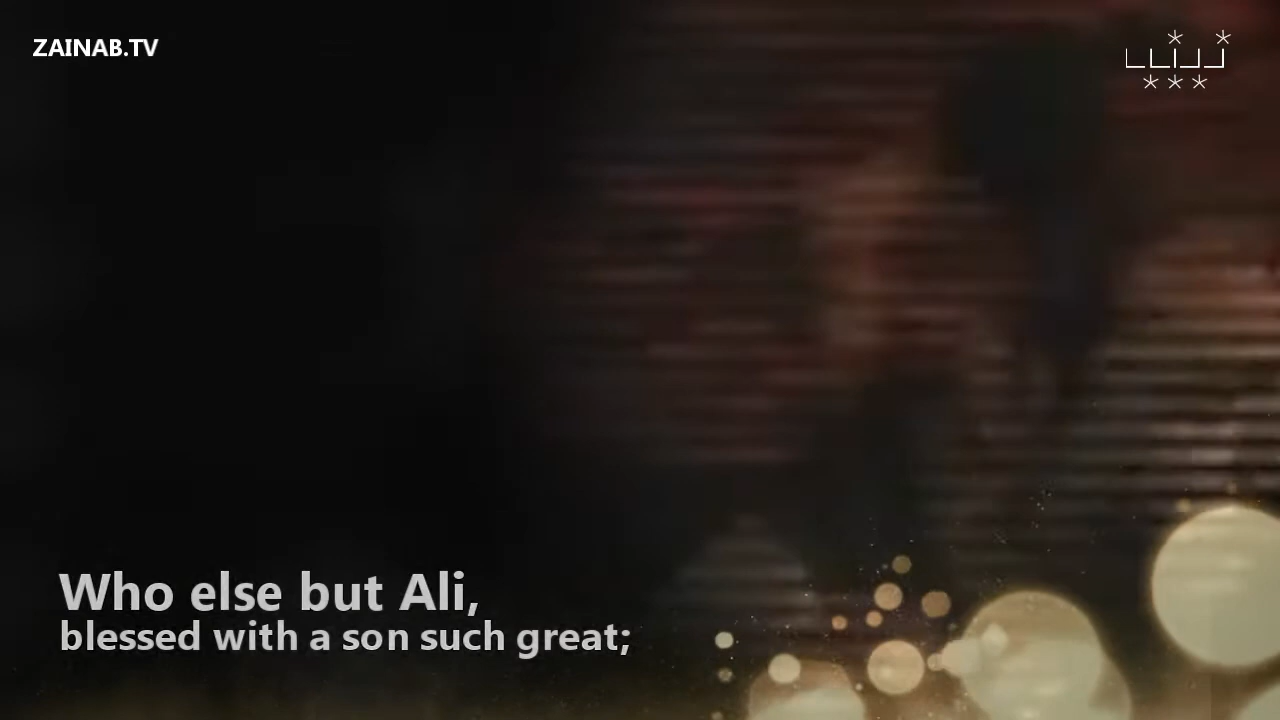 ZAINAB.TV
Who else but Ali,
blessed with a son such great;